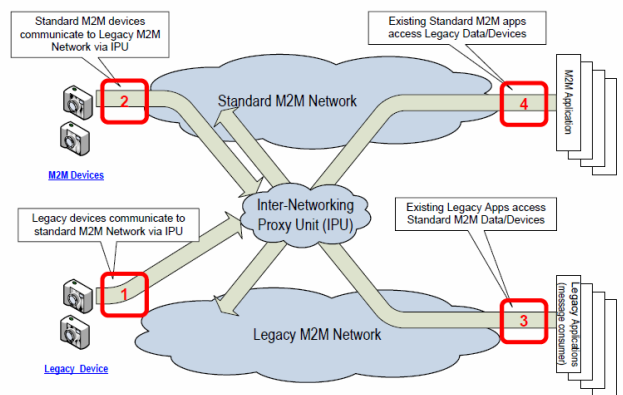 Standard M2M devices
communicate to Legacy M2M
Network via IPU
Existing Standard M2M apps
access Legacy Data/Devices
2
Standard M2M Network
4
M2M Application
M2M Devices
Inter-Networking
Proxy Unit (IPU)
Legacy devices communicate to
standard M2M Network via IPU
Existing Legacy Apps access
Standard M2M Data/Devices
1
3
Legacy M2M Network
Legacy Applications
(message consumer)
Legacy Device